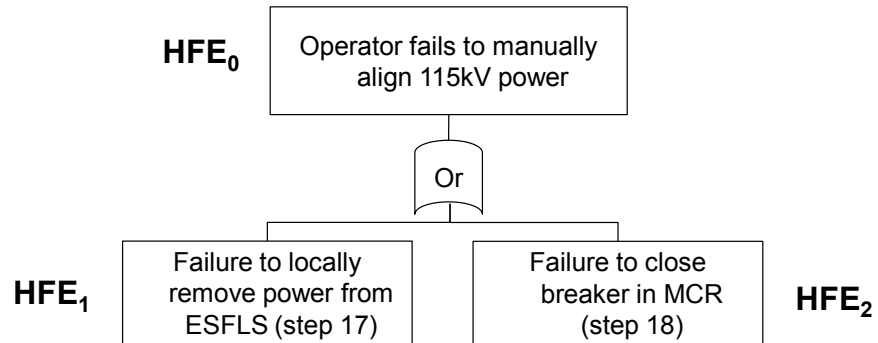 HFE₀
Operator fails to manually
align 115kV power
Or
HFE₁
Failure to locally
remove power from
ESFLS (step 17)
Failure to close
breaker in MCR
(step 18)
HFE₂